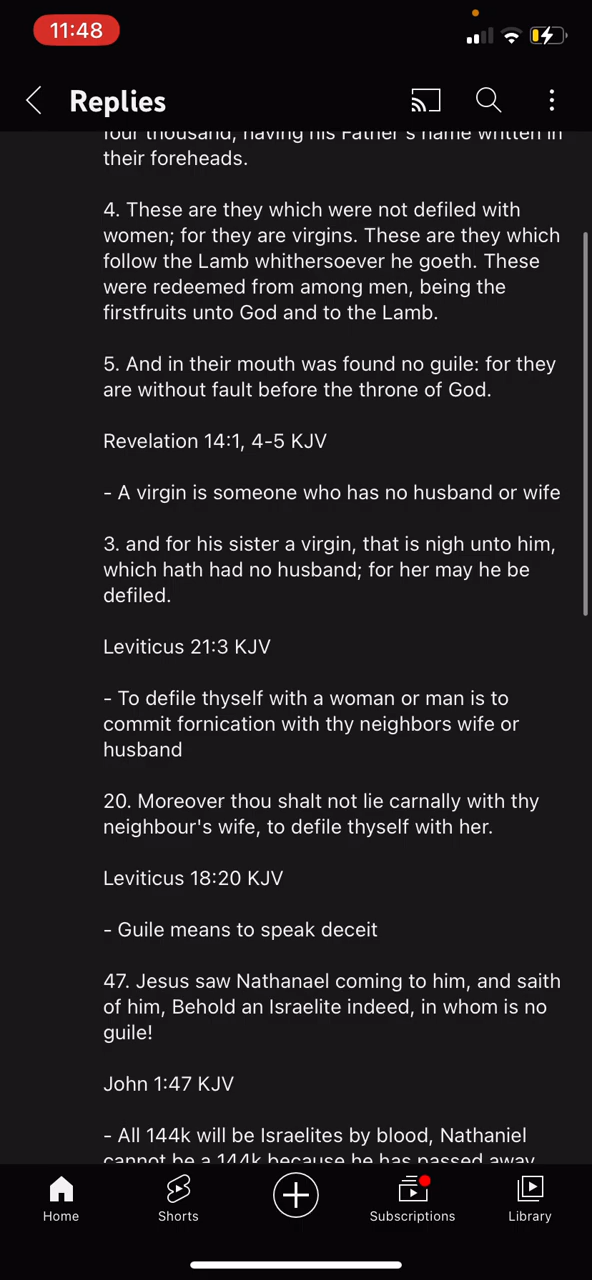 11:48
Replies
four thousand, having his Father's name written in
their foreheads.
4. These are they which were not defiled with
women; for they are virgins. These are they which
follow the Lamb whithersoever he goeth. These
were redeemed from among men, being the
firstfruits unto God and to the Lamb.
5. And in their mouth was found no guile: for they
are without fault before the throne of God.
Revelation 14:1, 4-5 KJV
- A virgin is someone who has no husband or wife
3. and for his sister a virgin, that is nigh unto him,
which hath had no husband; for her may he be
defiled.
Leviticus 21:3 KJV
- To defile thyself with a woman or man is to
commit fornication with thy neighbors wife or
husband
20. Moreover thou shalt not lie carnally with thy
neighbour's wife, to defile thyself with her.
Leviticus 18:20 KJV
- Guile means to speak deceit
47. Jesus saw Nathanael coming to him, and saith
of him, Behold an Israelite indeed, in whom is no
guile!
John 1:47 KJV
- All 144k will be Israelites by blood, Nathaniel
cannot be a 144k because he has passed away
Home
Shorts
Subscriptions
Library